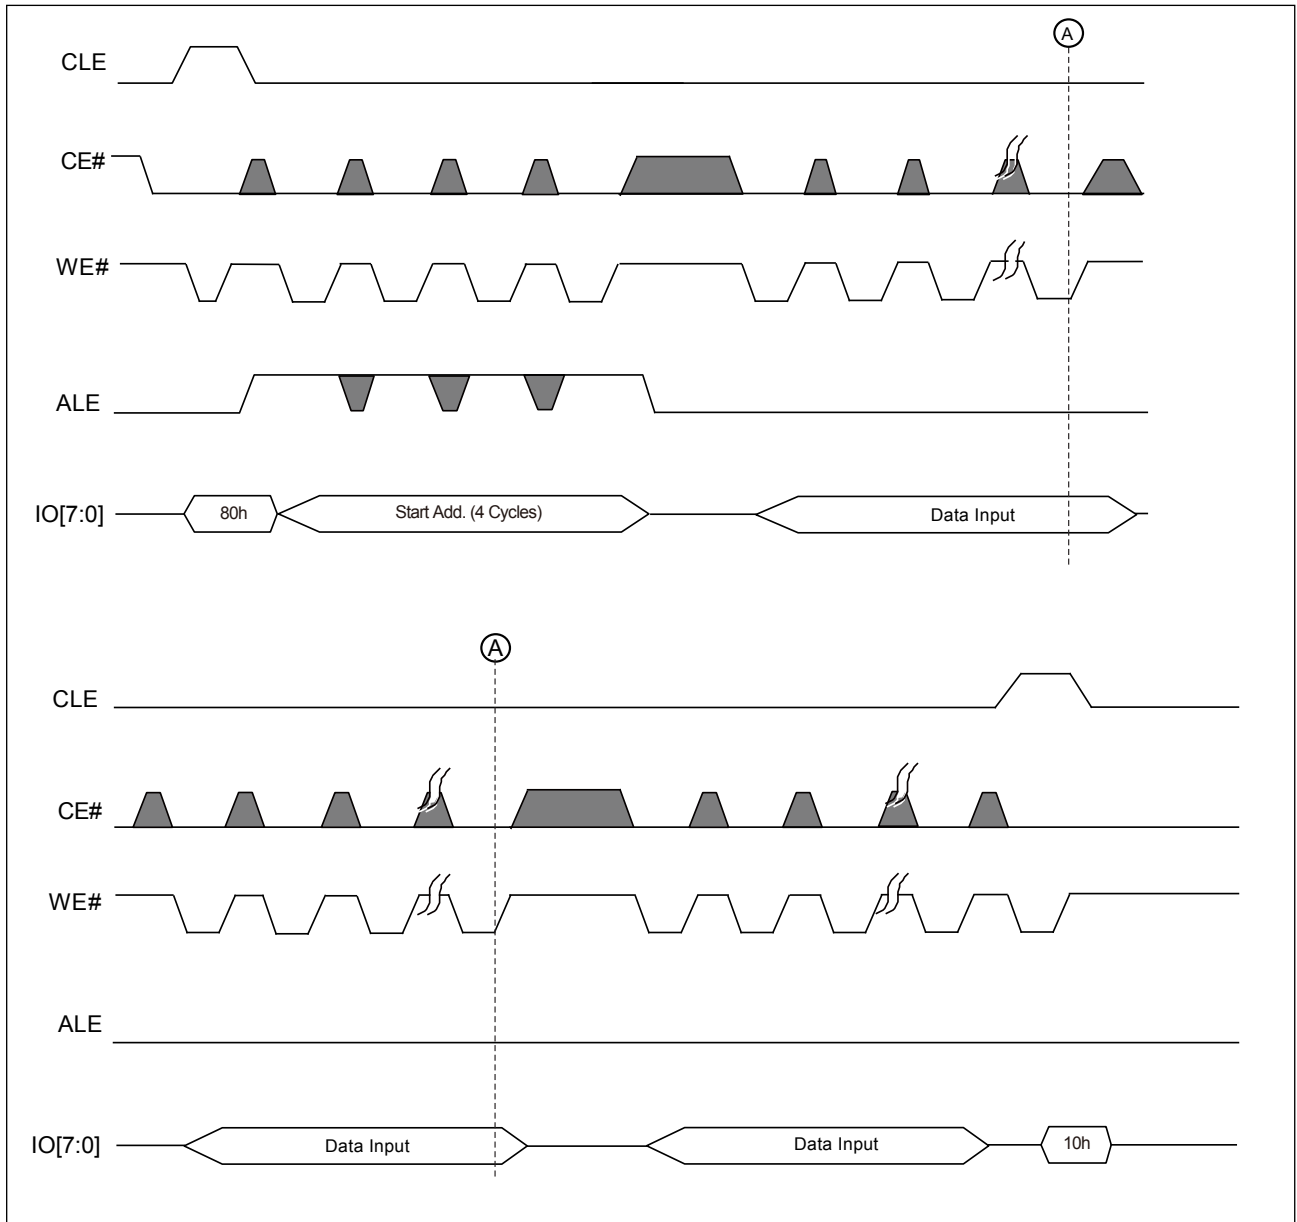 A
CLE
CE#
WE#
ALE
IO[7:0]
80h
Start Add. (4 Cycles)
Data Input
A
CLE
CE#
WE#
ALE
IO[7:0]
Data Input
Data Input
10h